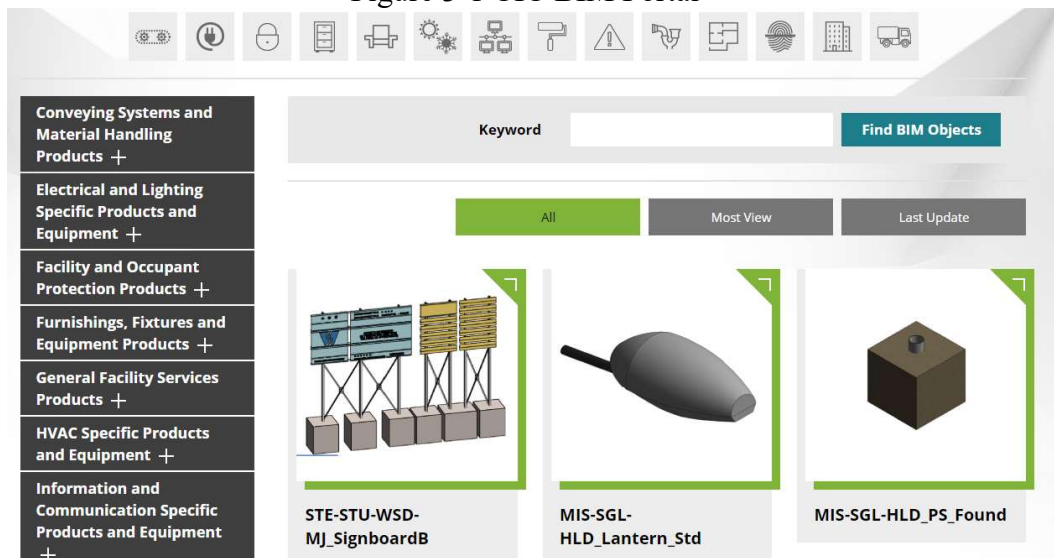 Figure BIM Portal
Conveying Systems and
Material Handling
Products +
Electrical and Lighting
Specific Products and
Equipment +
Facility and Occupant
Protection Products +
Furnishings, Fixtures and
Equipment Products +
General Facility Services
Products +
HVAC Specific Products
and Equipment +
Information and
Communication Specific
Products and Equipment
+
Keyword
Find BIM Objects
All
Most View
Last Update
STE-STU-WSD-
MJ_SignboardB
MIS-SGL-
HLD_Lantern_Std
MIS-SGL-HLD_PS_Found